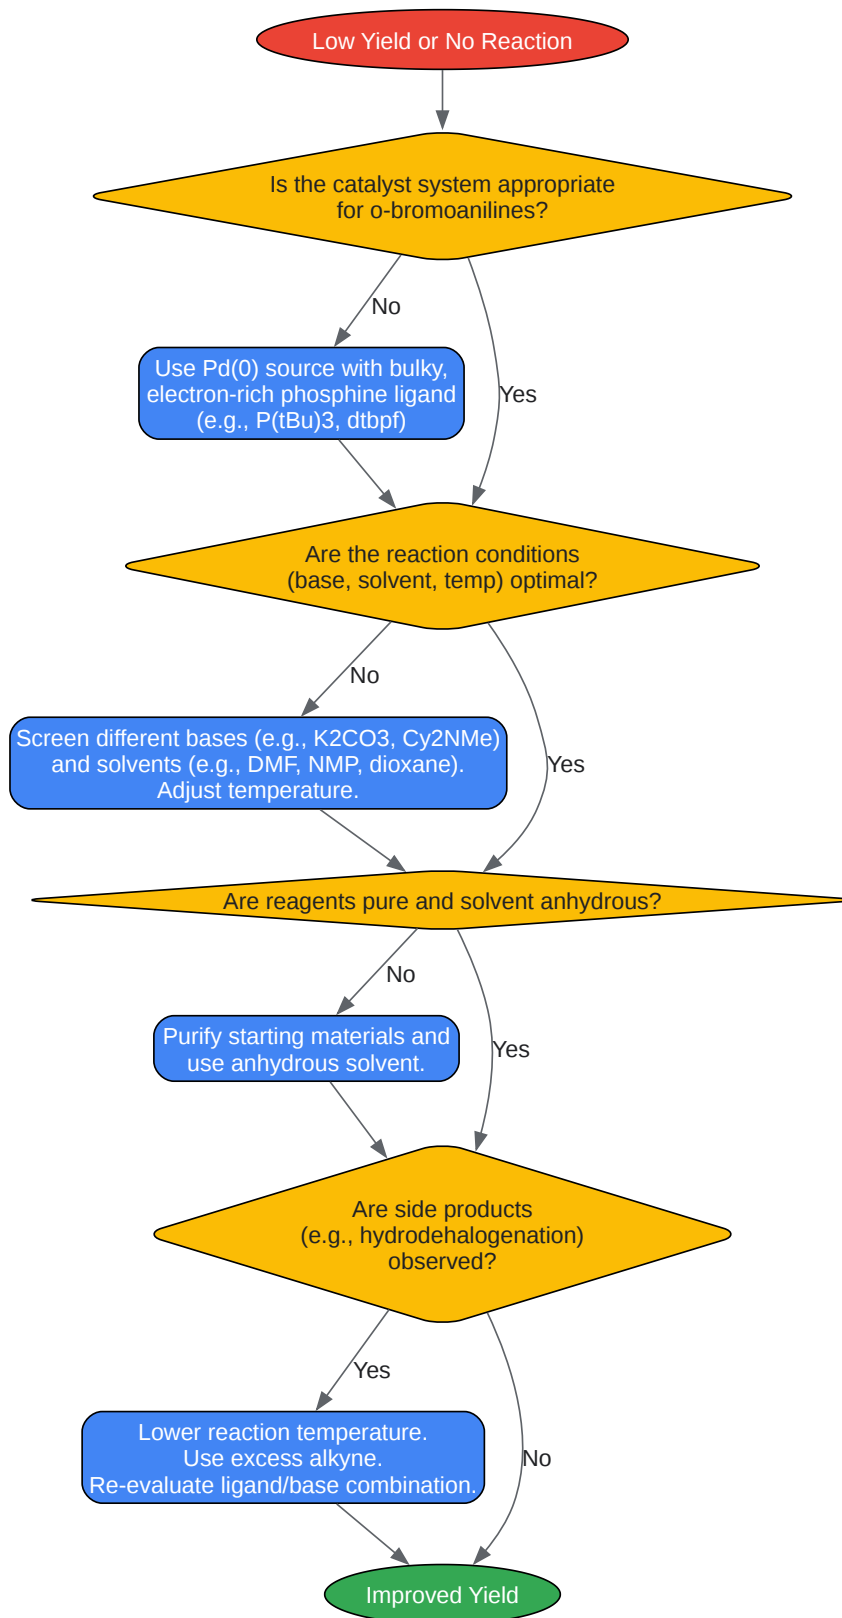 Low Yield or No Reaction
Is the catalyst system appropriate
for o-bromoanilines?
No
Use Pd(0) source with bulky,
electron-rich phosphine ligand
(e.g., P(tBu)3, dtbpf)
Yes
Are the reaction conditions
(base, solvent, temp) optimal?
No
Screen different bases (e.g., K2CO3, Cy2NMe)
and solvents (e.g., DMF, NMP, dioxane).
Adjust temperature.
Yes
Are reagents pure and solvent anhydrous?
No
Purify starting materials and
use anhydrous solvent.
Yes
Are side products
(e.g., hydrodehalogenation)
observed?
Yes
Lower reaction temperature.
Use excess alkyne.
Re-evaluate ligand/base combination.
No
Improved Yield